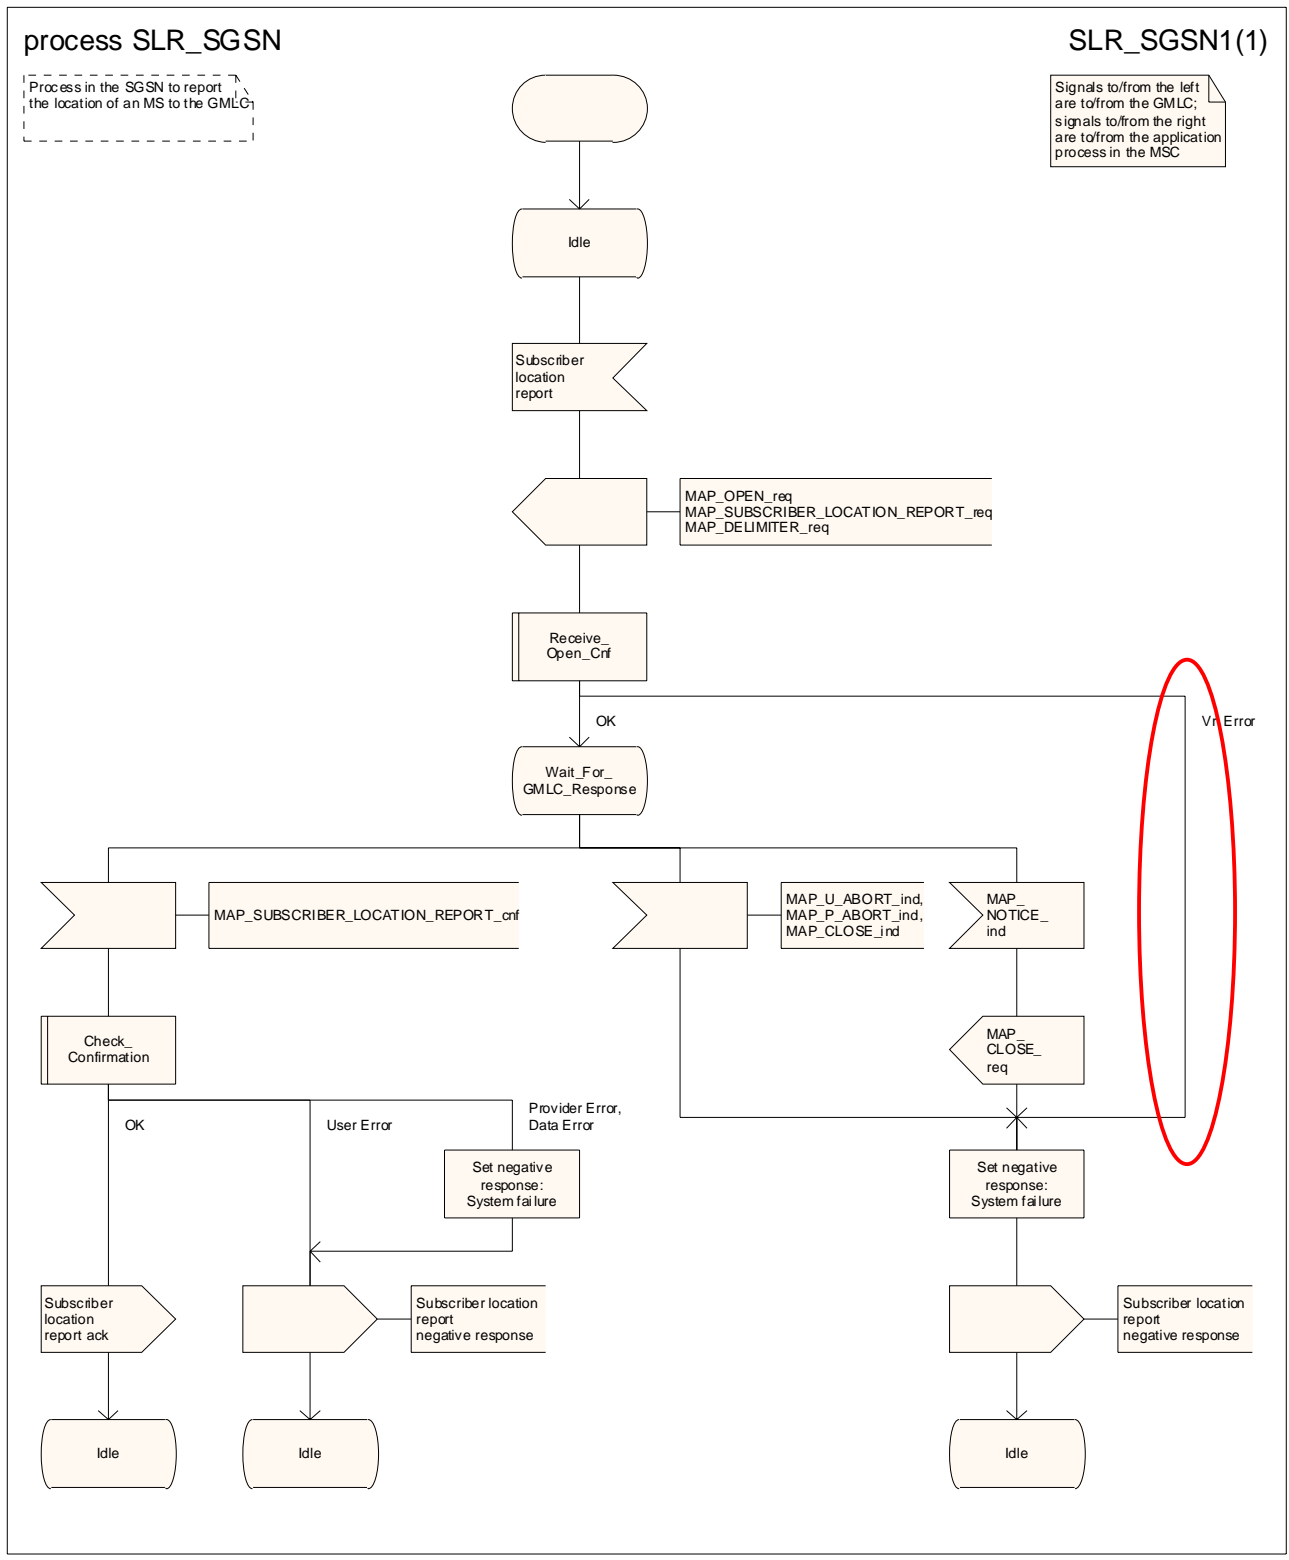 process SLR_SGSN
SLR_SGSN1(1)
Process in the SGSN to report
the location of an MS to the GMLC
Signals to/from the left
are to/from the GMLC;
signals to/from the right
are to/from the application
process in the MSC
Idle
Subscriber
location
report
MAP_OPEN_req
MAP_SUBSCRIBER_LOCATION_REPORT_req
MAP_DELIMITER_req
Receive_
Open_Cnf
OK
Vr Error
Wait_For_
GMLC_Response
MAP_SUBSCRIBER_LOCATION_REPORT_cnf
MAP_U_ABORT_ind,
MAP_P_ABORT_ind,
MAP_CLOSE_ind
MAP_
NOTICE_
ind
Check_
Confirmation
MAP_
CLOSE_
req
OK
User Error
Provider Error,
Data Error
Set negative
response:
System failure
Set negative
response:
System failure
Subscriber
location
report ack
Subscriber location
report
negative response
Subscriber location
report
negative response
Idle
Idle
Idle